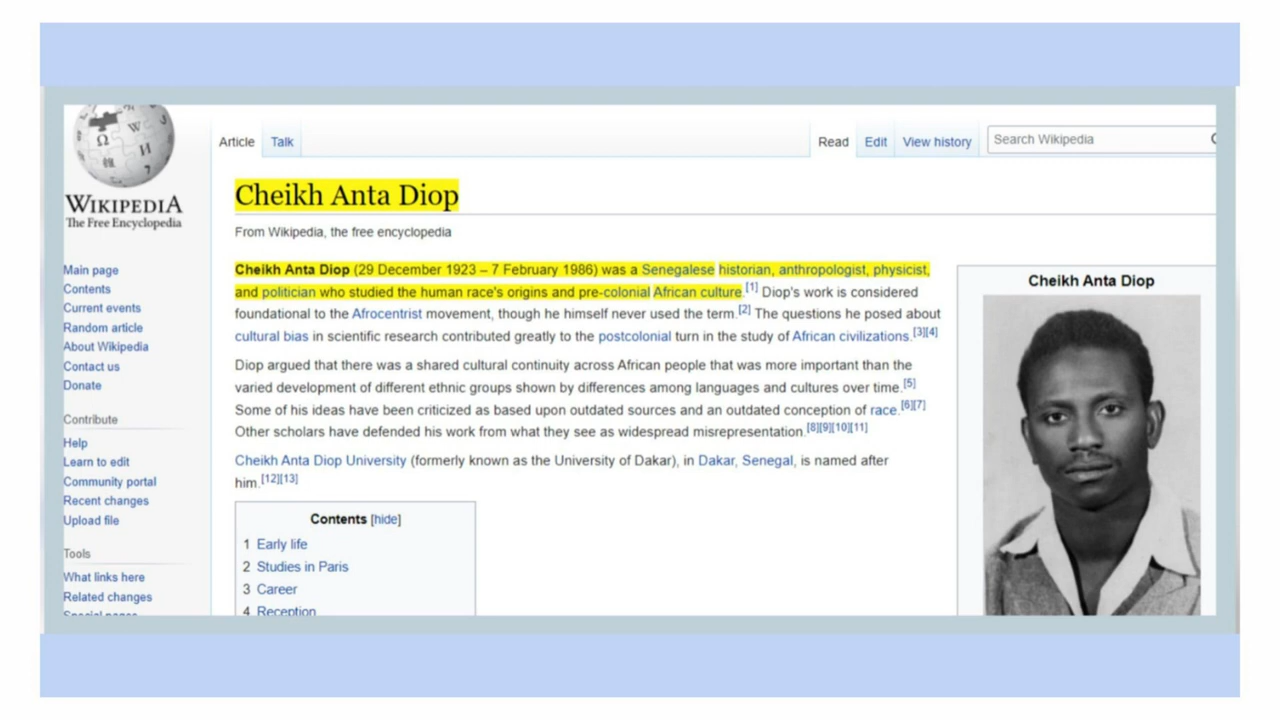 WIKIPEDIA
The Free Encyclopedia
Main page
Contents
Current events
Random article
About Wikipedia
Contact us
Donate
Contribute
Help
Learn to edit
Community portal
Recent changes
Upload file
Tools
What links here
Related changes
Special pages
Article Talk
Read Edit View history
Search Wikipedia
Cheikh Anta Diop
From Wikipedia, the free encyclopedia
Cheikh Anta Diop (29 December 1923 – 7 February 1986) was a Senegalese historian, anthropologist, physicist,
and politician who studied the human race's origins and pre-colonial African culture.[1] Diop's work is considered
foundational to the Afrocentrist movement, though he himself never used the term.[2] The questions he posed about
cultural bias in scientific research contributed greatly to the postcolonial turn in the study of African civilizations.[3][4]
Diop argued that there was a shared cultural continuity across African people that was more important than the
varied development of different ethnic groups shown by differences among languages and cultures over time.[5]
Some of his ideas have been criticized as based upon outdated sources and an outdated conception of race.[6][7]
Other scholars have defended his work from what they see as widespread misrepresentation.[8][9][10][11]
Cheikh Anta Diop University (formerly known as the University of Dakar), in Dakar, Senegal, is named after
him.[12][13]
Contents [hide]
1 Early life
2 Studies in Paris
3 Career
4 Reception
Cheikh Anta Diop